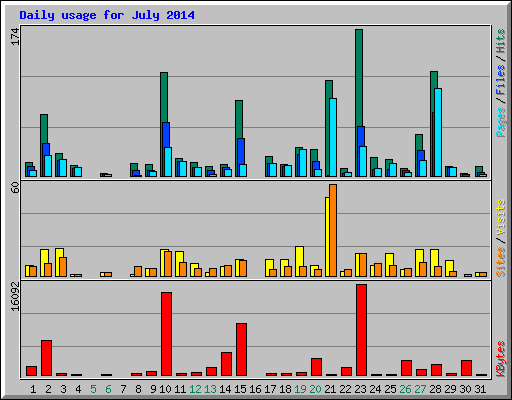 Daily usage for July 2014
174
60
16092
Pages / Files / Hits
Sites / Visits
KBytes
1 2 3 4 5 6 7 8 9 10 11 12 13 14 15 16 17 18 19 20 21 22 23 24 25 26 27 28 29 30 31